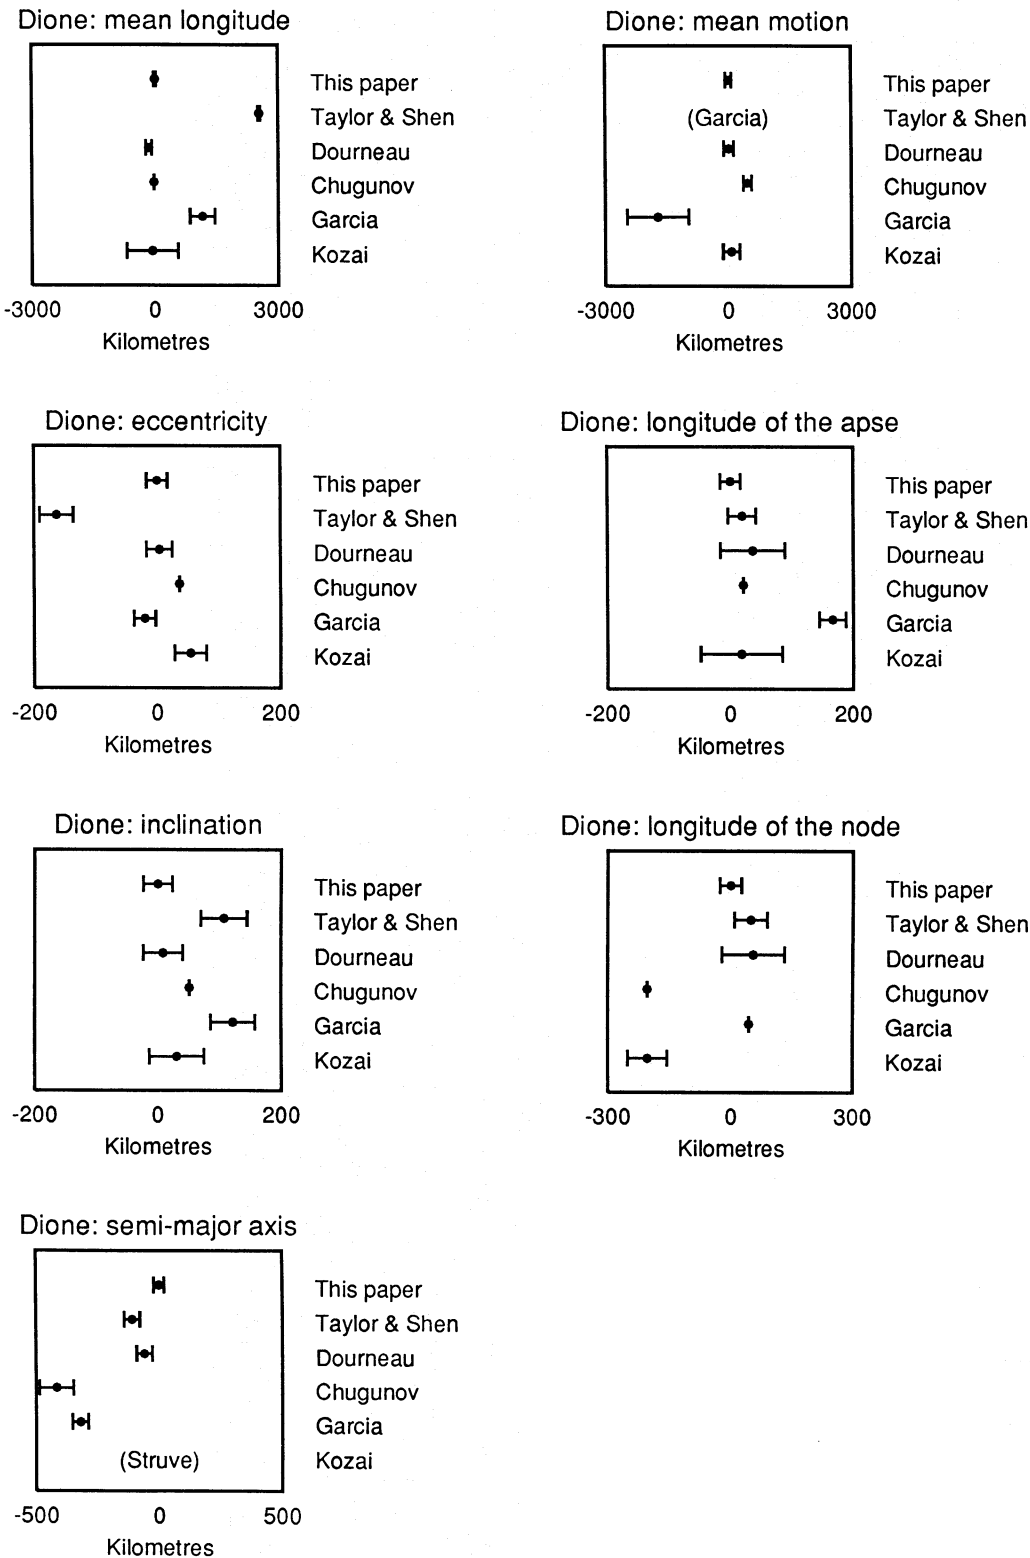 Dione: mean longitude
This paper
Taylor & Shen
Dourneau
Chugunov
Garcia
Kozai
-3000 0 3000
Kilometres
Dione: mean motion
(Garcia)
This paper
Taylor & Shen
Dourneau
Chugunov
Garcia
Kozai
-3000 0 3000
Kilometres
Dione: eccentricity
This paper
Taylor & Shen
Dourneau
Chugunov
Garcia
Kozai
-200 0 200
Kilometres
Dione: longitude of the apse
This paper
Taylor & Shen
Dourneau
Chugunov
Garcia
Kozai
-200 0 200
Kilometres
Dione: inclination
This paper
Taylor & Shen
Dourneau
Chugunov
Garcia
Kozai
-200 0 200
Kilometres
Dione: longitude of the node
This paper
Taylor & Shen
Dourneau
Chugunov
Garcia
Kozai
-300 0 300
Kilometres
Dione: semi-major axis
This paper
Taylor & Shen
Dourneau
Chugunov
Garcia
(Struve) Kozai
-500 0 500
Kilometres